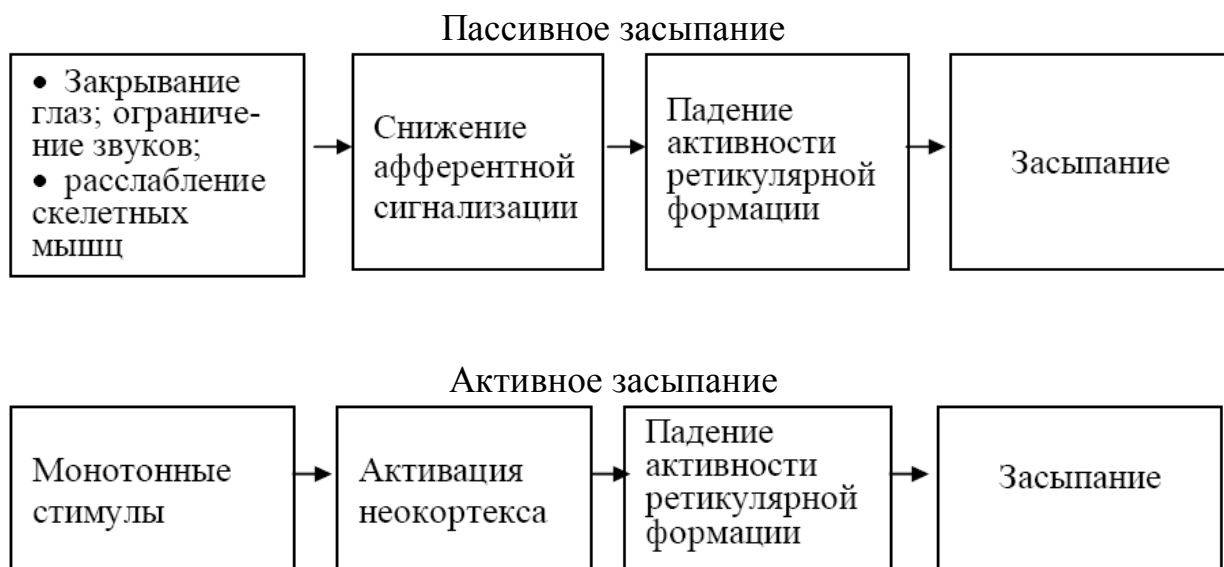 Пассивное засыпание
• Закрывание
глаз; ограниче-
ние звуков;
• расслабление
скелетных
мышц
Снижение
афферентной
сигнализации
Падение
активности
ретикулярной
формации
Засыпание
Активное засыпание
Монотонные
стимулы
Активация
неокортекса
Падение
активности
ретикулярной
формации
Засыпание